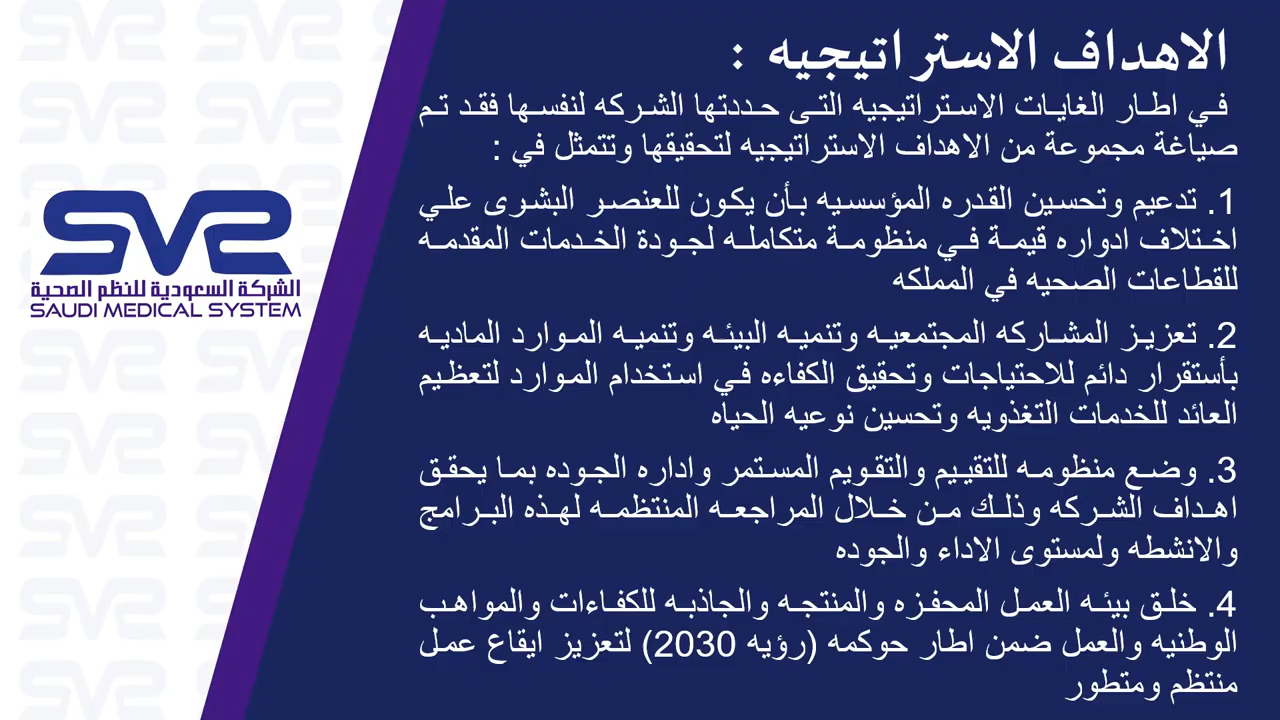 الاهداف الاستراتيجيه :
في اطار الغايات الاستراتيجيه التى حددتها الشركه لنفسها فقد تم
صياغة مجموعة من الاهداف الاستراتيجيه لتحقيقها وتتمثل في :
1. تدعيم وتحسين القدره المؤسسيه بأن يكون للعنصر البشرى علي
اختلاف ادواره قيمة في منظومة متكامله لجودة الخدمات المقدمه
للقطاعات الصحيه في المملكه
2. تعزيز المشاركه المجتمعيه وتنميه البيئه وتنميه الموارد الماديه
بأستقرار دائم للاحتياجات وتحقيق الكفاءه في استخدام الموارد لتعظيم
العائد للخدمات التغذويه وتحسين نوعيه الحياه
3. وضع منظومه للتقييم والتقويم المستمر واداره الجوده بما يحقق
اهداف الشركه وذلك من خلال المراجعه المنتظمه لهذه البرامج
والانشطه ولمستوى الاداء والجوده
4. خلق بيئه العمل المحفزه والمنتجه والجاذبه للكفاءات والمواهب
الوطنيه والعمل ضمن اطار حوكمه (رؤيه 2030) لتعزيز ايقاع عمل
منتظم ومتطور
الشركة السعودية للنظم الصحية
SAUDI MEDICAL SYSTEM